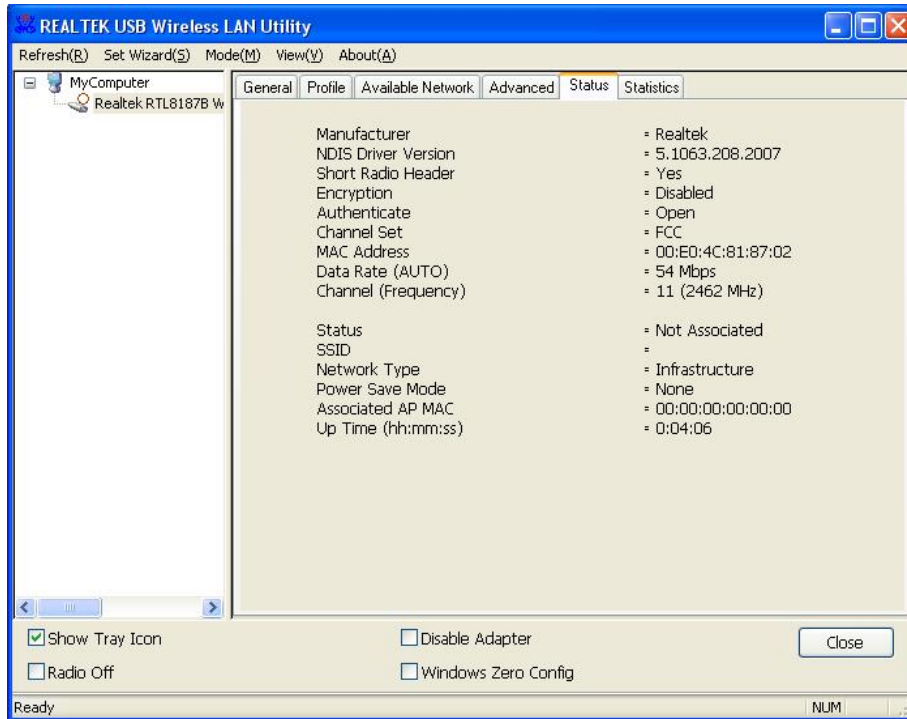 REALTEK USB Wireless LAN Utility
Refresh(R) Set Wizard(S) Mode(M) View(V) About(A)
MyComputer
Realtek RTL8187B W
General Profile Available Network Advanced Status Statistics
Manufacturer = Realtek
NDIS Driver Version = 5.1063.208.2007
Short Radio Header = Yes
Encryption = Disabled
Authenticate = Open
Channel Set = FCC
MAC Address = 00:E0:4C:81:87:02
Data Rate (AUTO) = 54 Mbps
Channel (Frequency) = 11 (2462 MHz)
Status = Not Associated
SSID =
Network Type = Infrastructure
Power Save Mode = None
Associated AP MAC = 00:00:00:00:00:00
Up Time (hh:mm:ss) = 0:04:06
Show Tray Icon Disable Adapter Close
Radio Off Windows Zero Config
Ready NUM